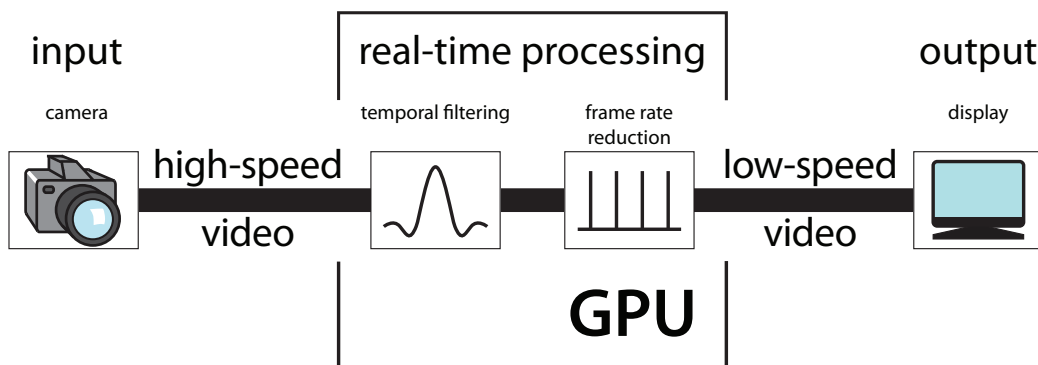 input
real-time processing
output
camera
temporal filtering
frame rate
reduction
display
high-speed
video
low-speed
video
GPU